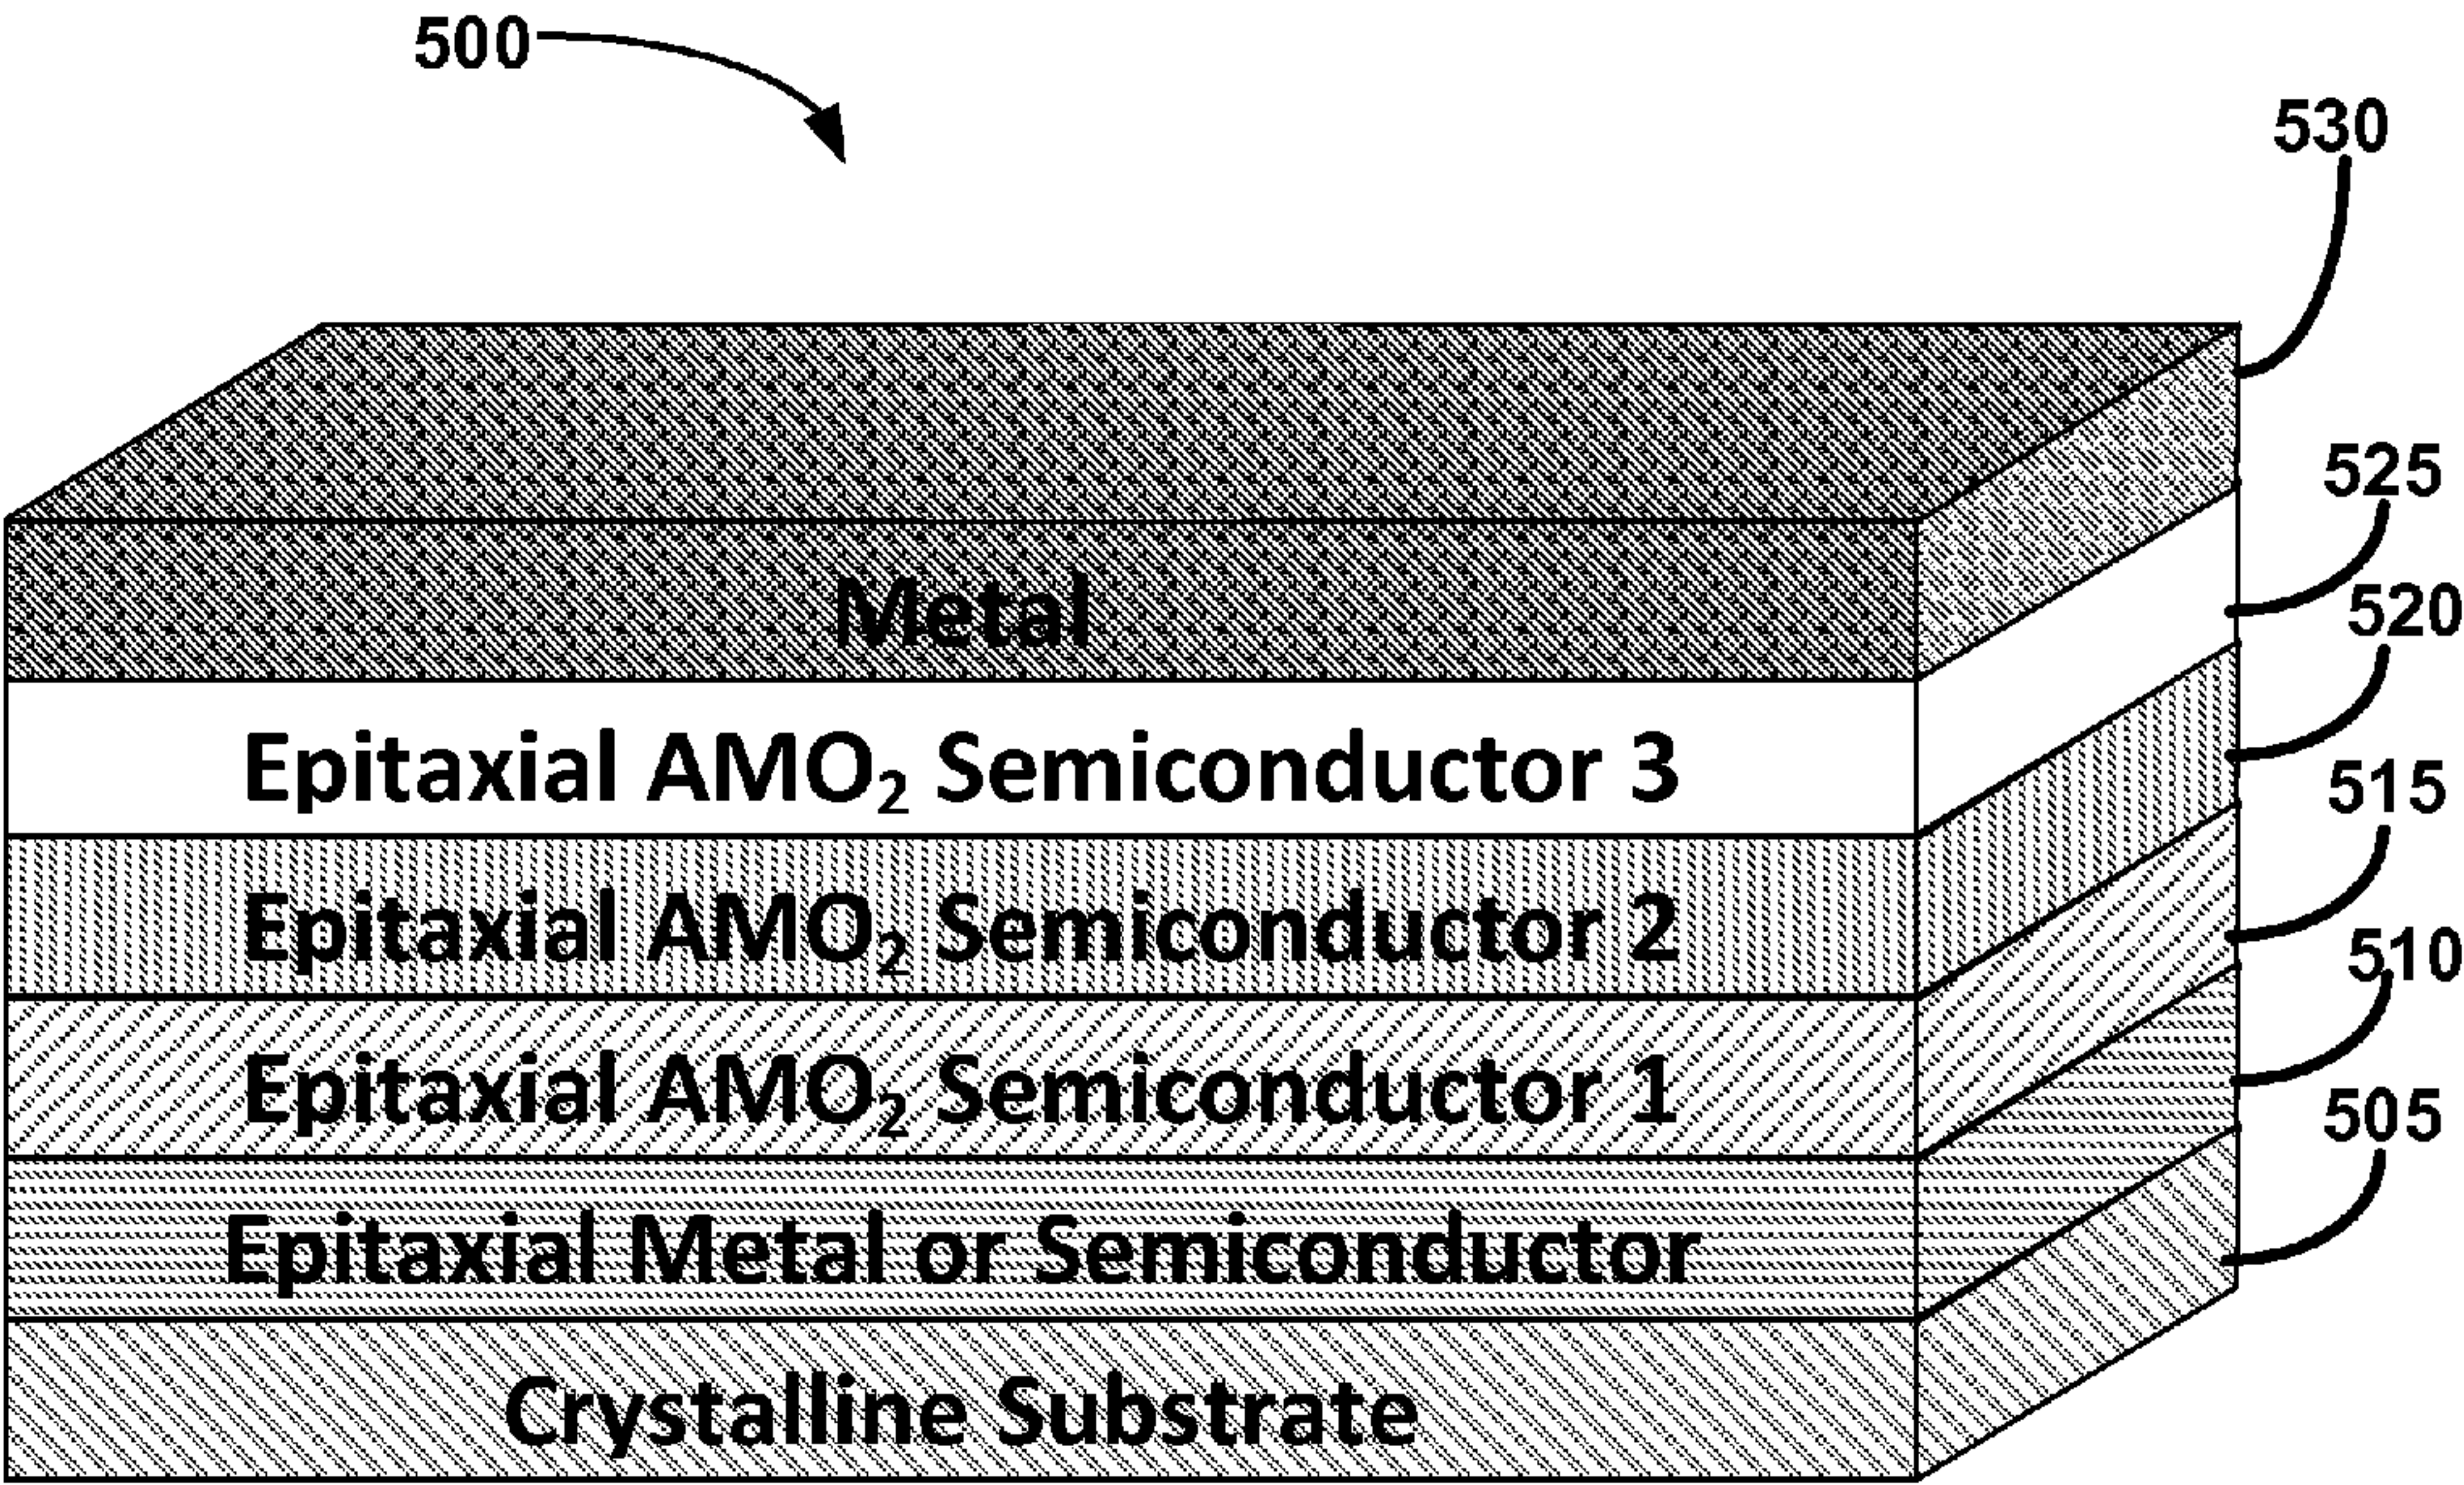 500
530
525
520
515
510
505
Metal
Epitaxial AMO₂ Semiconductor 3
Epitaxial AMO₂ Semiconductor 2
Epitaxial AMO₂ Semiconductor 1
Epitaxial Metal or Semiconductor
Crystalline Substrate